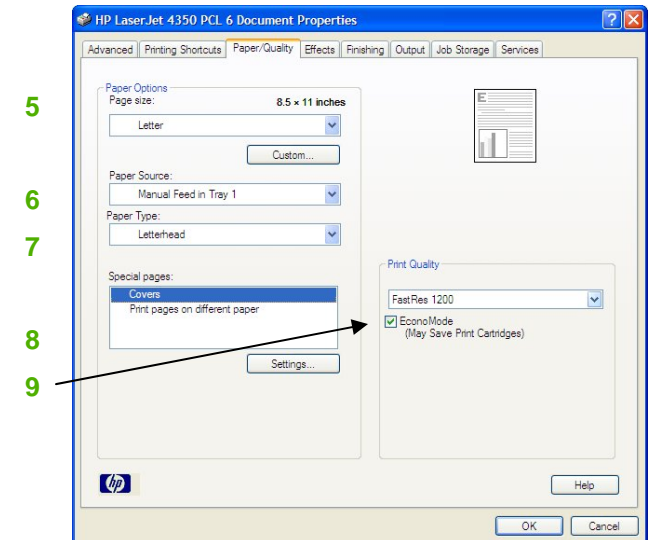 HP LaserJet 4350 PCL 6 Document Properties
Advanced Printing Shortcuts Paper/Quality Effects Finishing Output Job Storage Services
Paper Options
5
Page size: 8.5 × 11 inches
Letter
Custom...
Paper Source:
6
Manual Feed in Tray 1
Paper Type:
7
Letterhead
Special pages:
Covers
Print pages on different paper
8
Settings...
9
E
Print Quality
FastRes 1200
EconoMode
(May Save Print Cartridges)
hp
Help
OK Cancel